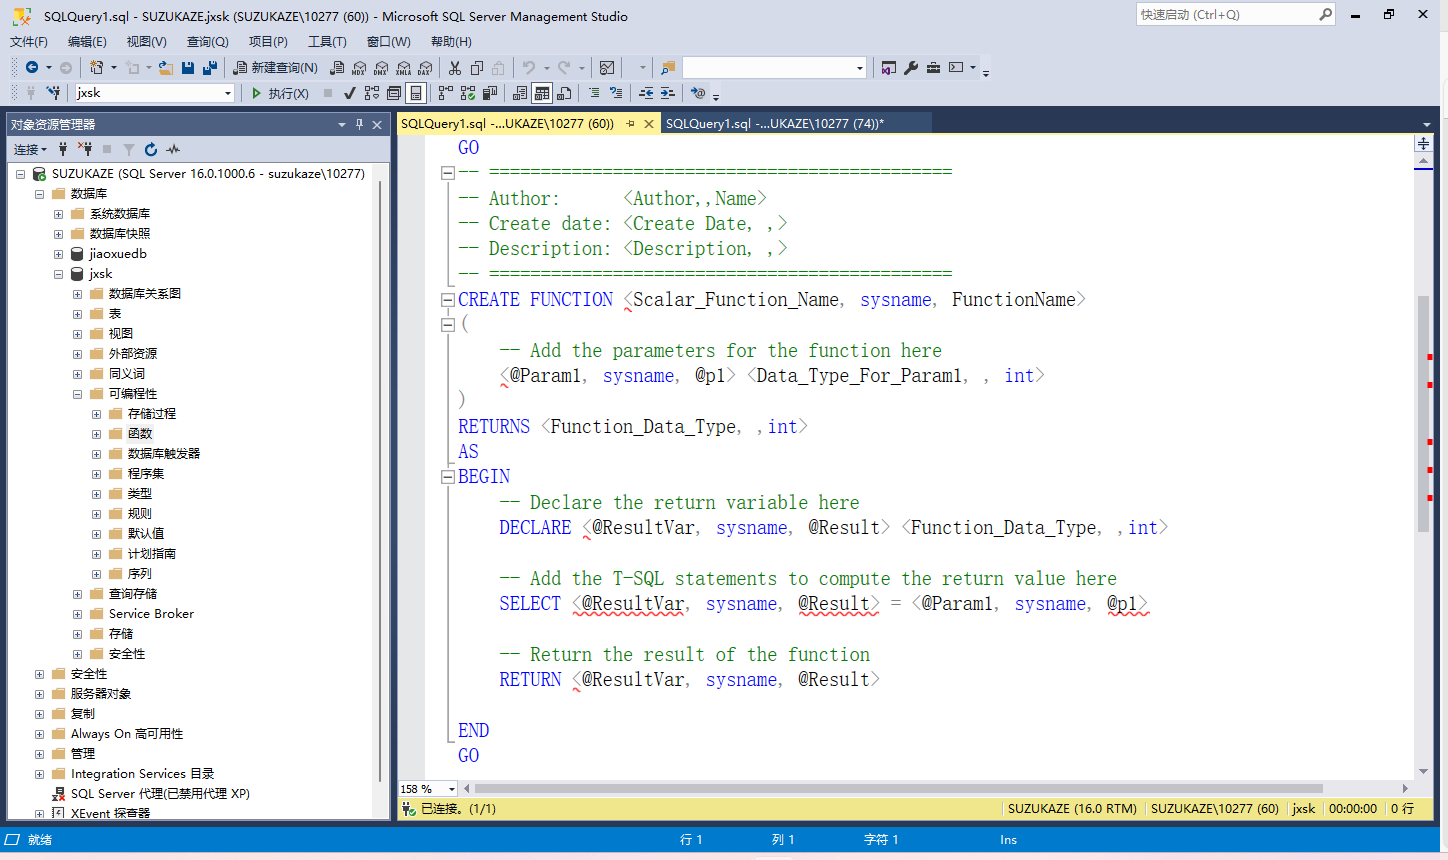 SQLQuery1.sql - SUZUKAZE.jxsk (SUZUKAZE\10277 (60)) - Microsoft SQL Server Management Studio
快速启动 (Ctrl+Q)
文件(F) 编辑(E) 视图(V) 查询(Q) 项目(P) 工具(T) 窗口(W) 帮助(H)
新建查询(N) MDX DMX XMLA DAX
jxsk 执行(X)
对象资源管理器
连接
SUZUKAZE (SQL Server 16.0.1000.6 - suzukaze\10277)
数据库
系统数据库
数据库快照
jiaoxuedb
jxsk
数据库关系图
表
视图
外部资源
同义词
可编程性
存储过程
函数
数据库触发器
程序集
类型
规则
默认值
计划指南
序列
查询存储
Service Broker
存储
安全性
安全性
服务器对象
复制
Always On 高可用性
管理
Integration Services 目录
SQL Server 代理(已禁用代理 XP)
XEvent 探查器
SQLQuery1.sql -...UKAZE\10277 (60)) SQLQuery1.sql -...UKAZE\10277 (74))*
GO
-- =============================================
-- Author:		<Author,,Name>
-- Create date: <Create Date, ,>
-- Description:	<Description, ,>
-- =============================================
CREATE FUNCTION <Scalar_Function_Name, sysname, FunctionName>
(
-- Add the parameters for the function here
<@Param1, sysname, @p1> <Data_Type_For_Param1, , int>
)
RETURNS <Function_Data_Type, ,int>
AS
BEGIN
-- Declare the return variable here
DECLARE <@ResultVar, sysname, @Result> <Function_Data_Type, ,int>
-- Add the T-SQL statements to compute the return value here
SELECT <@ResultVar, sysname, @Result> = <@Param1, sysname, @p1>
-- Return the result of the function
RETURN <@ResultVar, sysname, @Result>
END
GO
158 %
已连接。(1/1) SUZUKAZE (16.0 RTM) SUZUKAZE\10277 (60) jxsk 00:00:00 0 行
就绪 行 1 列 1 字符 1 Ins